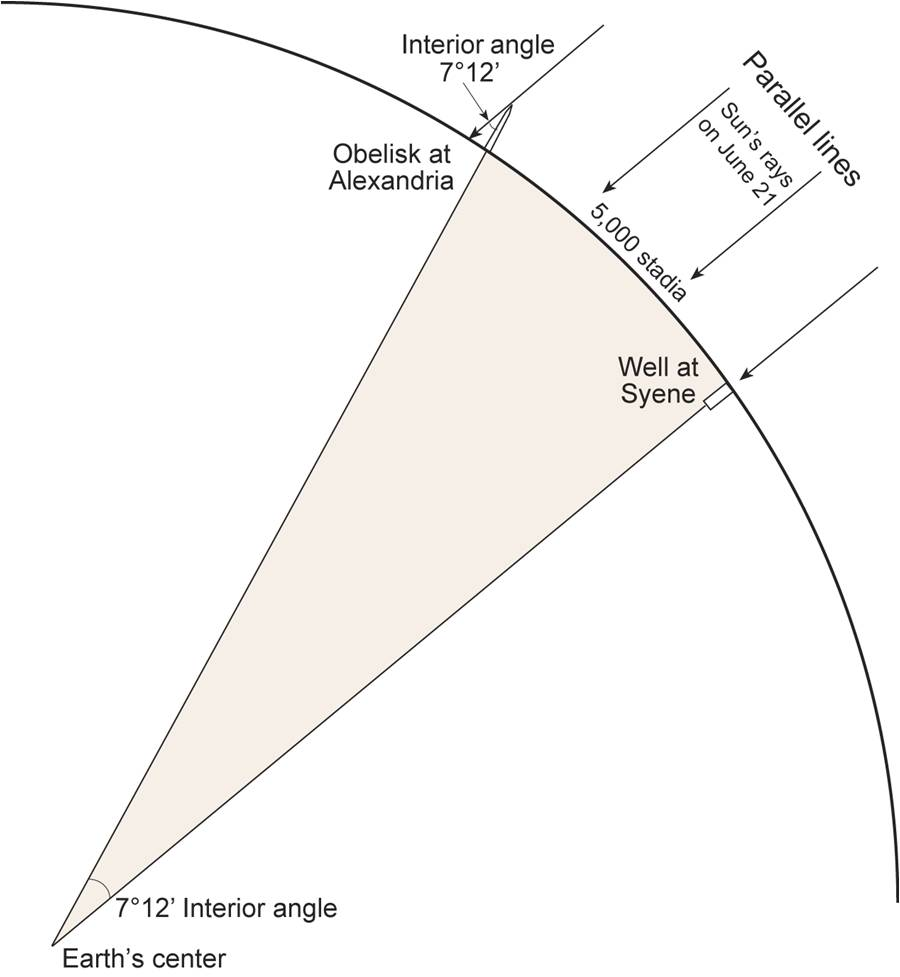 Interior angle
7°12’
Obelisk at
Alexandria
Parallel lines
Sun’s rays
on June 21
5,000 stadia
Well at
Syene
7°12’ Interior angle
Earth’s center